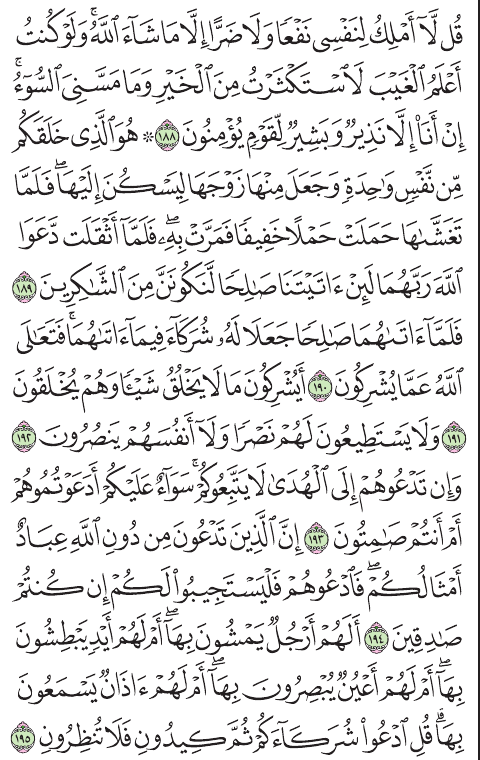 قُل لَّآ أَمْلِكُ لِنَفْسِى نَفْعًا وَلَا ضَرًّا إِلَّا مَا شَآءَ ٱللَّهُ ۚ وَلَوْ كُنتُ
أَعْلَمُ ٱلْغَيْبَ لَٱسْتَكْثَرْتُ مِنَ ٱلْخَيْرِ وَمَا مَسَّنِىَ ٱلسُّوٓءُ ۚ
إِنْ أَنَا۠ إِلَّا نَذِيرٌ وَبَشِيرٌ لِّقَوْمٍ يُؤْمِنُونَ ١٨٨ ۞ هُوَ ٱلَّذِى خَلَقَكُم
مِّن نَّفْسٍ وَٰحِدَةٍ وَجَعَلَ مِنْهَا زَوْجَهَا لِيَسْكُنَ إِلَيْهَا ۖ فَلَمَّا
تَغَشَّىٰهَا حَمَلَتْ حَمْلًا خَفِيفًا فَمَرَّتْ بِهِۦ ۖ فَلَمَّآ أَثْقَلَت دَّعَوَا
ٱللَّهَ رَبَّهُمَا لَئِنْ ءَاتَيْتَنَا صَٰلِحًا لَّنَكُونَنَّ مِنَ ٱلشَّٰكِرِينَ ١٨٩
فَلَمَّآ ءَاتَىٰهُمَا صَٰلِحًا جَعَلَا لَهُۥ شُرَكَآءَ فِيمَآ ءَاتَىٰهُمَا ۚ فَتَعَٰلَى
ٱللَّهُ عَمَّا يُشْرِكُونَ ١٩٠ أَيُشْرِكُونَ مَا لَا يَخْلُقُ شَيْـًٔا وَهُمْ يُخْلَقُونَ
١٩١ وَلَا يَسْتَطِيعُونَ لَهُمْ نَصْرًا وَلَآ أَنفُسَهُمْ يَنصُرُونَ ١٩٢
وَإِن تَدْعُوهُمْ إِلَى ٱلْهُدَىٰ لَا يَتَّبِعُوكُمْ ۚ سَوَآءٌ عَلَيْكُمْ أَدَعَوْتُمُوهُمْ
أَمْ أَنتُمْ صَٰمِتُونَ ١٩٣ إِنَّ ٱلَّذِينَ تَدْعُونَ مِن دُونِ ٱللَّهِ عِبَادٌ
أَمْثَالُكُمْ ۖ فَٱدْعُوهُمْ فَلْيَسْتَجِيبُوا۟ لَكُمْ إِن كُنتُمْ
صَٰدِقِينَ ١٩٤ أَلَهُمْ أَرْجُلٌ يَمْشُونَ بِهَآ ۖ أَمْ لَهُمْ أَيْدٍ يَبْطِشُونَ
بِهَآ ۖ أَمْ لَهُمْ أَعْيُنٌ يُبْصِرُونَ بِهَآ ۖ أَمْ لَهُمْ ءَاذَانٌ يَسْمَعُونَ
بِهَا ۗ قُلِ ٱدْعُوا۟ شُرَكَآءَكُمْ ثُمَّ كِيدُونِ فَلَا تُنظِرُونِ ١٩٥